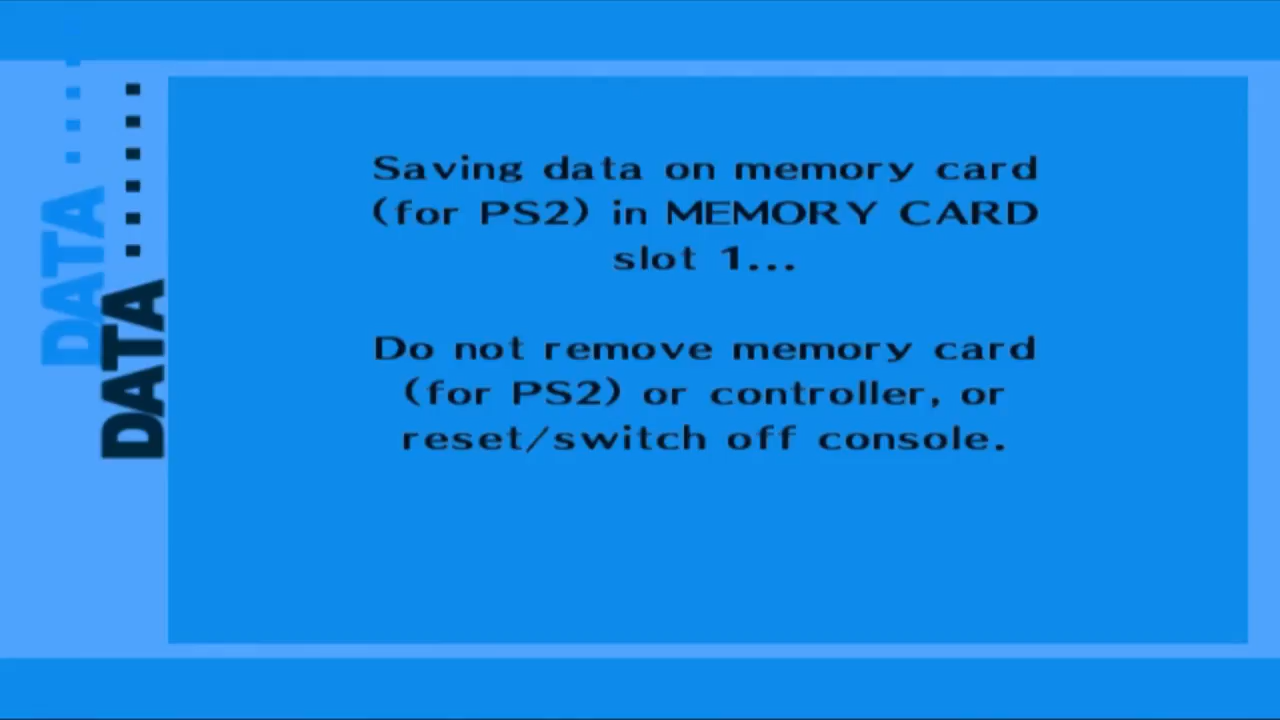 DATA ......
DATA ....
Saving data on memory card
(for PS2) in MEMORY CARD
slot 1...
Do not remove memory card
(for PS2) or controller, or
reset/switch off console.